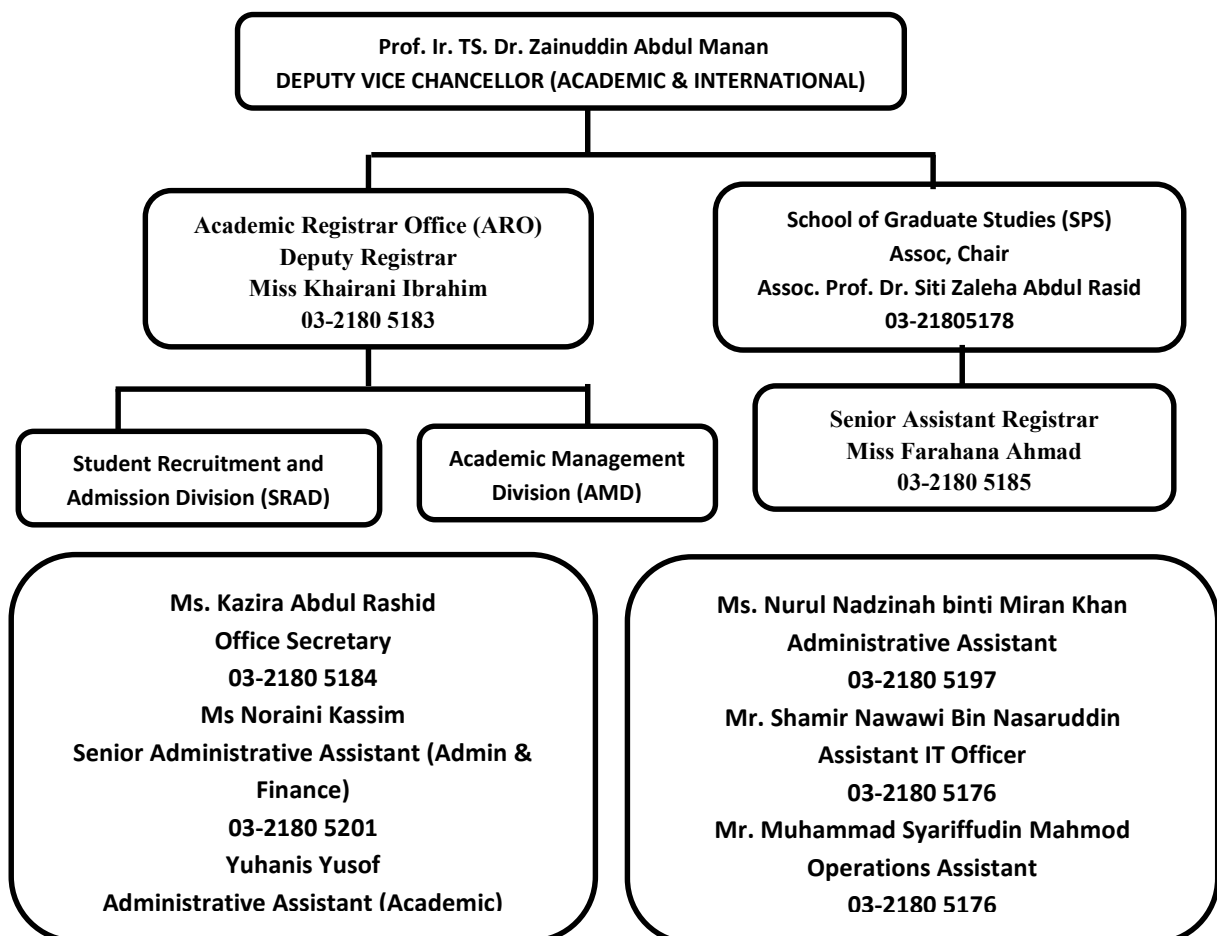 Prof. Ir. TS. Dr. Zainuddin Abdul Manan
DEPUTY VICE CHANCELLOR (ACADEMIC & INTERNATIONAL)
Academic Registrar Office (ARO)
Deputy Registrar
Miss Khairani Ibrahim
03-2180 5183
School of Graduate Studies (SPS)
Assoc, Chair
Assoc. Prof. Dr. Siti Zaleha Abdul Rasid
03-21805178
Student Recruitment and
Admission Division (SRAD)
Academic Management
Division (AMD)
Senior Assistant Registrar
Miss Farahana Ahmad
03-2180 5185
Ms. Kazira Abdul Rashid
Office Secretary
03-2180 5184
Ms Noraini Kassim
Senior Administrative Assistant (Admin &
Finance)
03-2180 5201
Yuhanis Yusof
Administrative Assistant (Academic)
Ms. Nurul Nadzinah binti Miran Khan
Administrative Assistant
03-2180 5197
Mr. Shamir Nawawi Bin Nasaruddin
Assistant IT Officer
03-2180 5176
Mr. Muhammad Syariffudin Mahmod
Operations Assistant
03-2180 5176